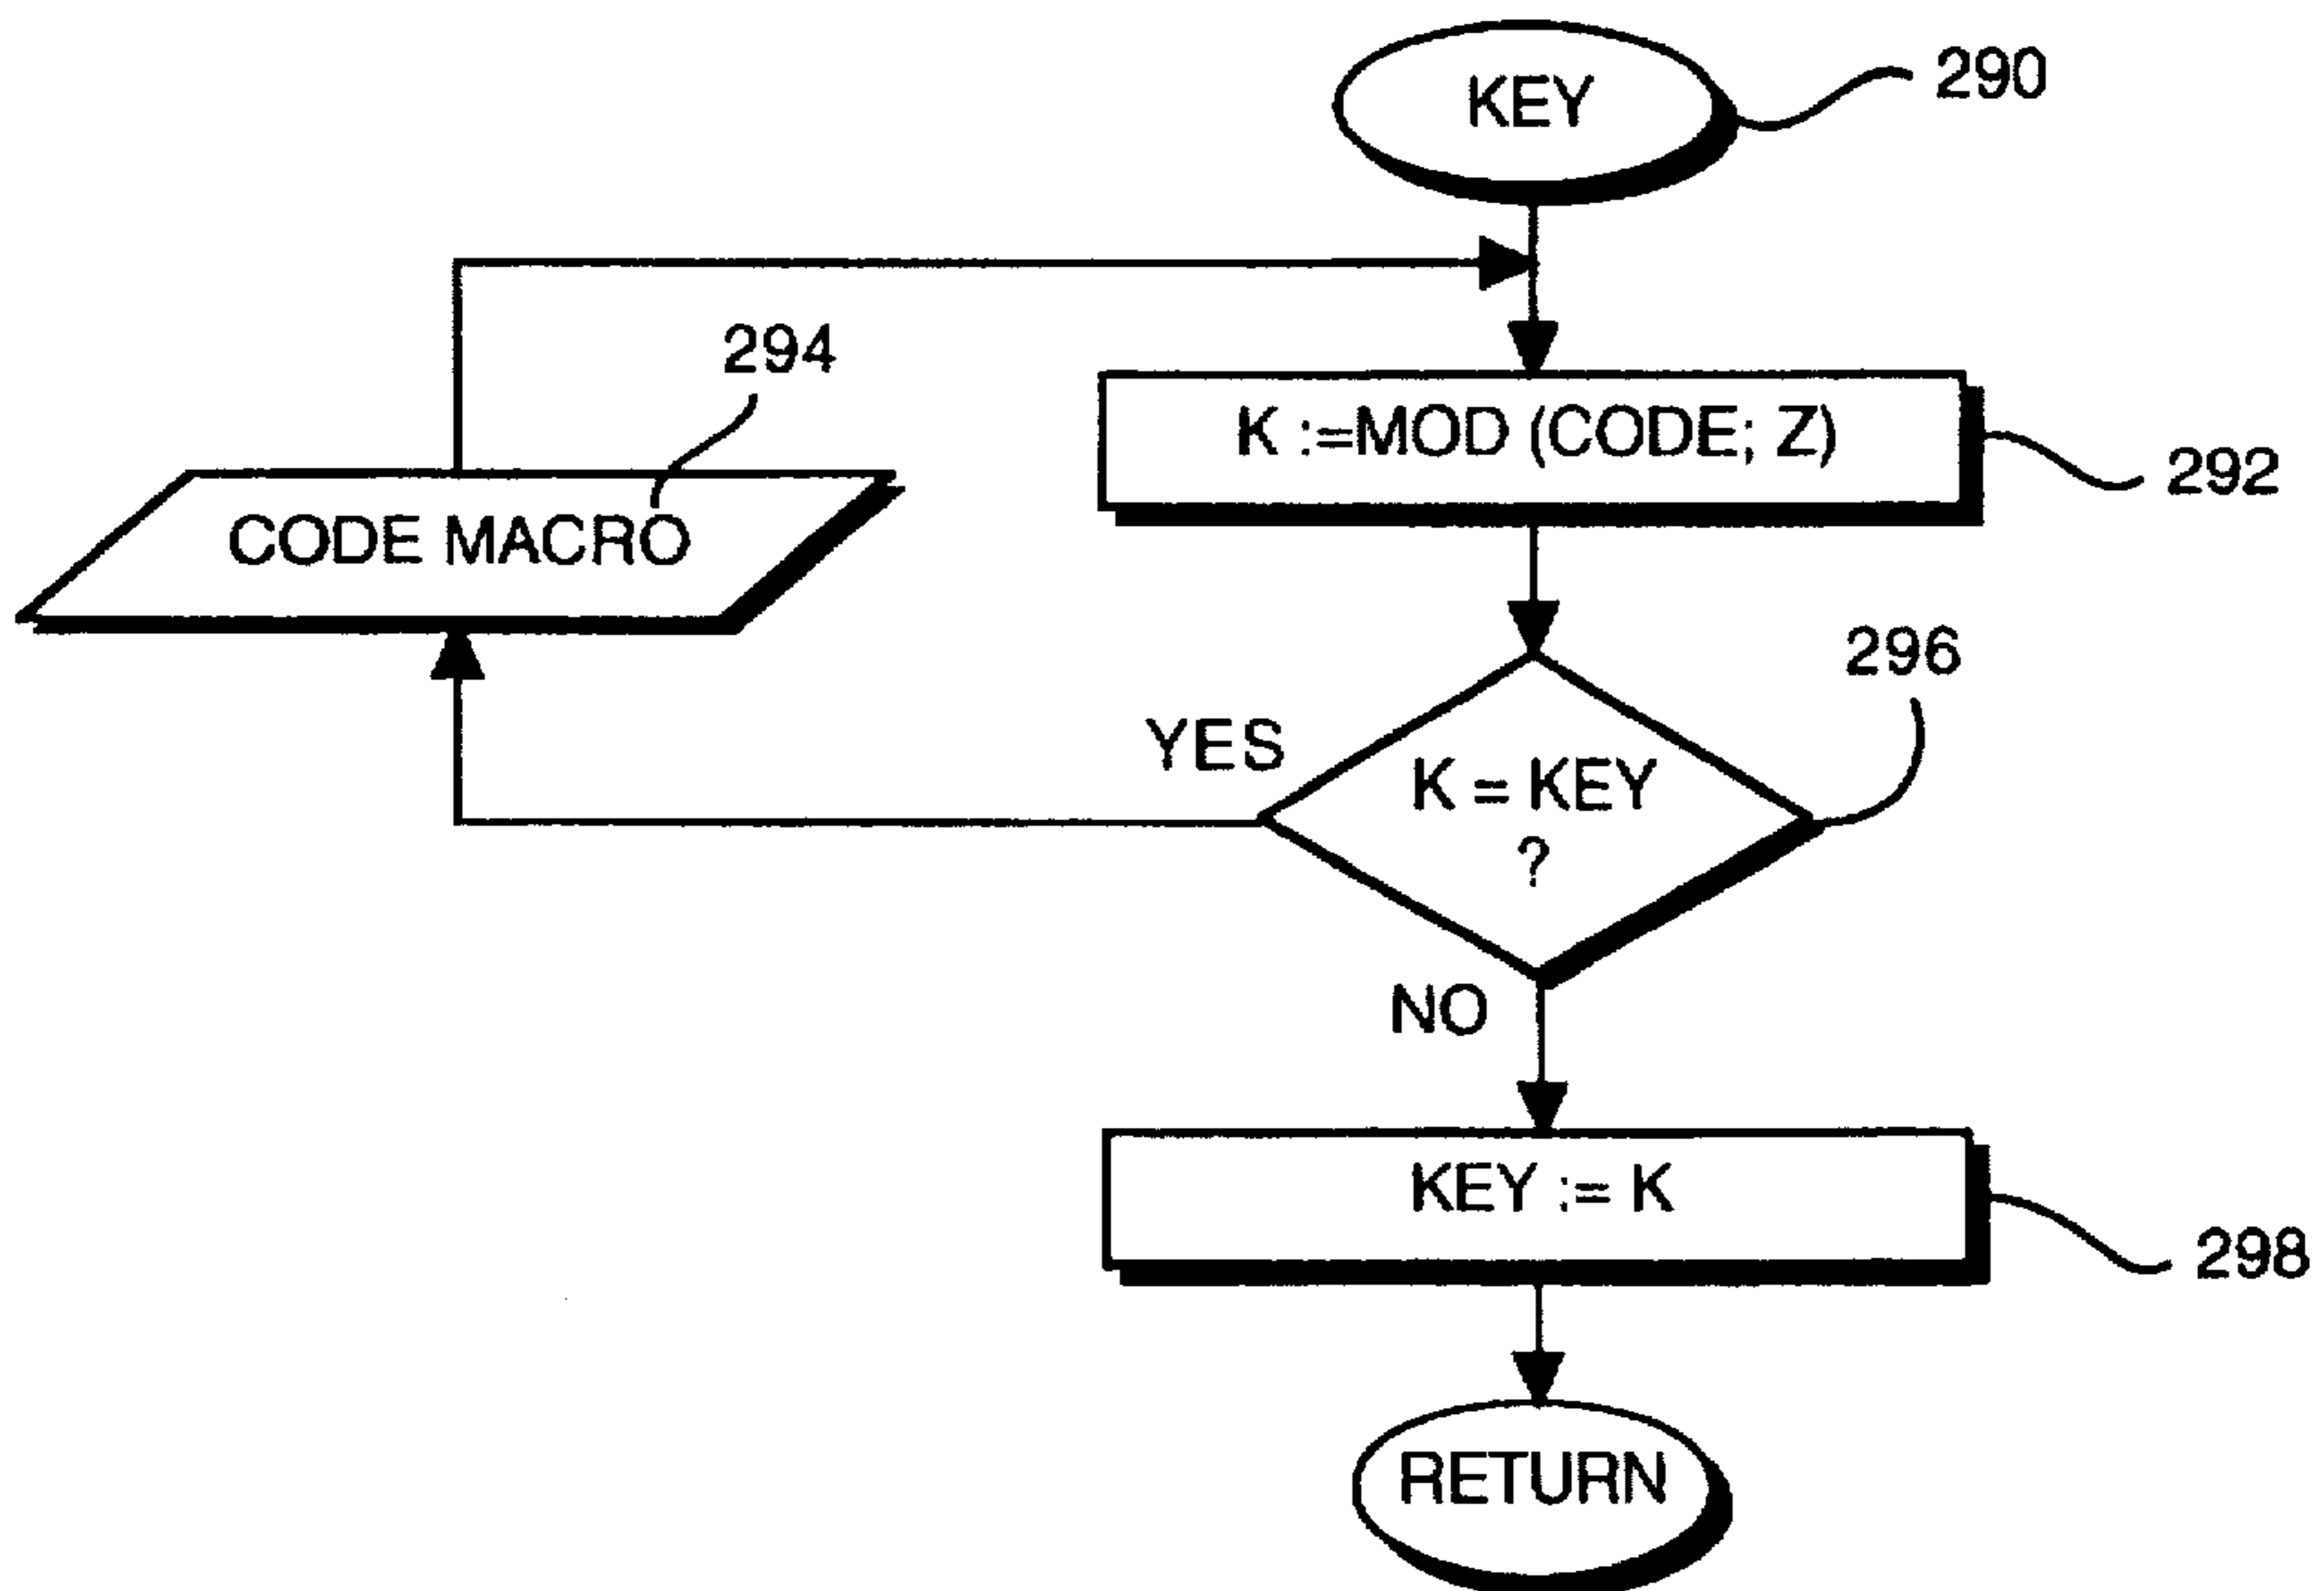 KEY
290
294
K :=MOD (CODE; Z)
292
CODE MACRO
296
YES
K = KEY
?
NO
KEY := K
298
RETURN